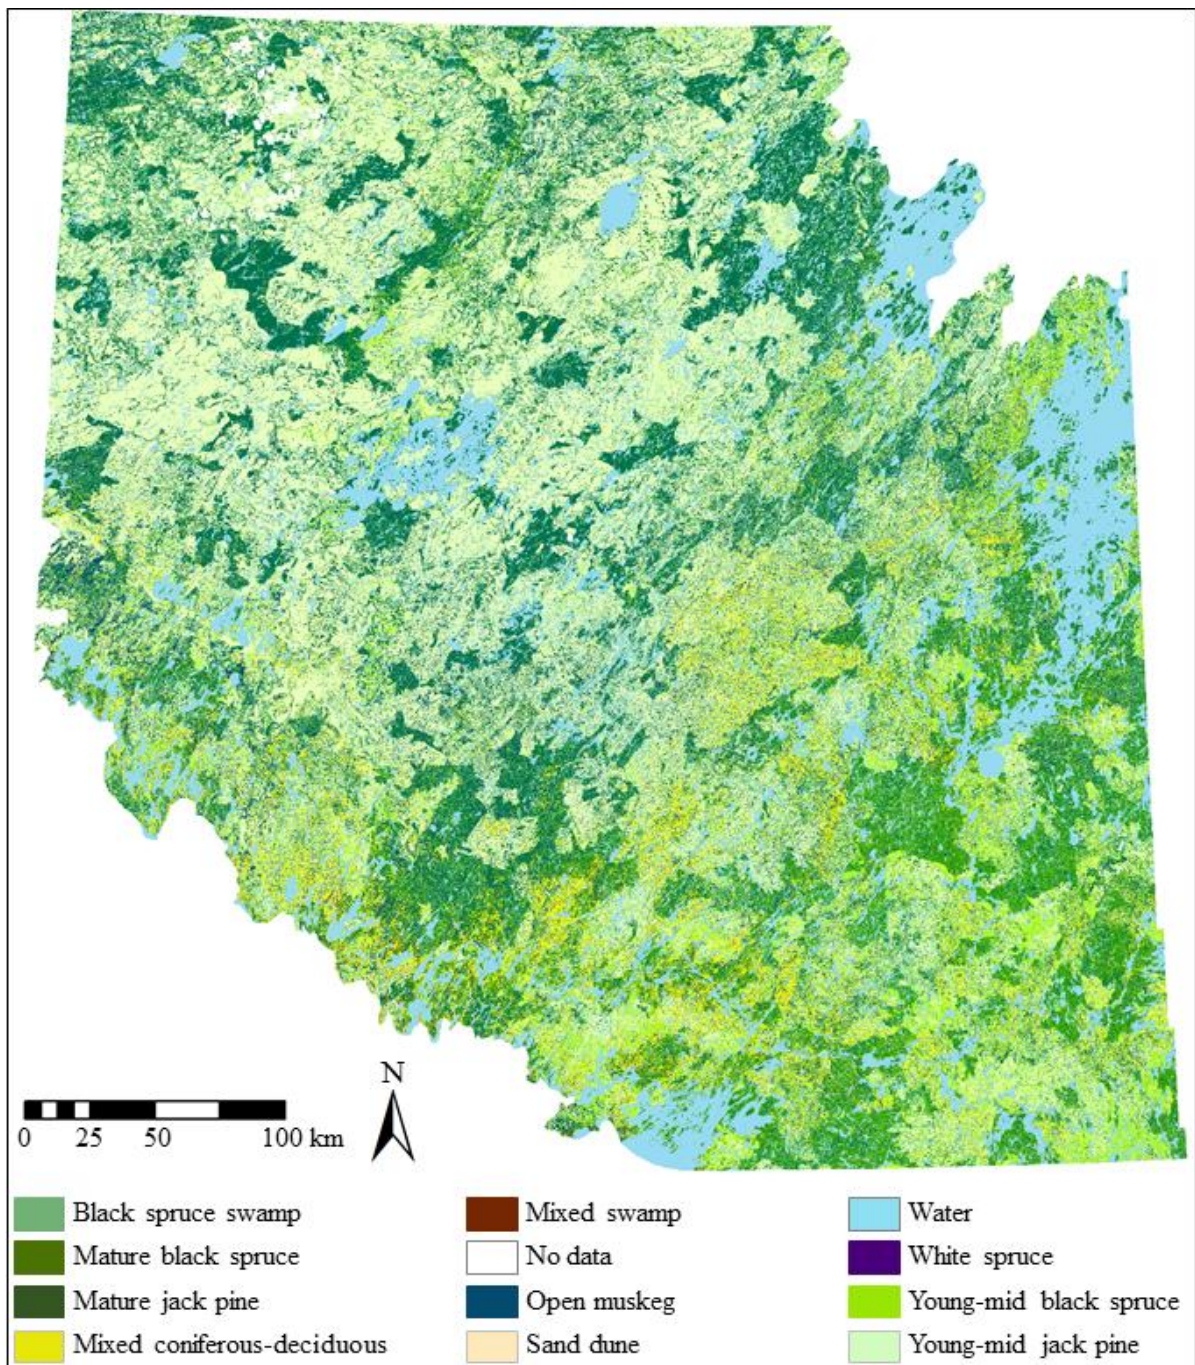 N
0 25 50 100 km
Black spruce swamp
Mature black spruce
Mature jack pine
Mixed coniferous-deciduous
Mixed swamp
No data
Open muskeg
Sand dune
Water
White spruce
Young-mid black spruce
Young-mid jack pine